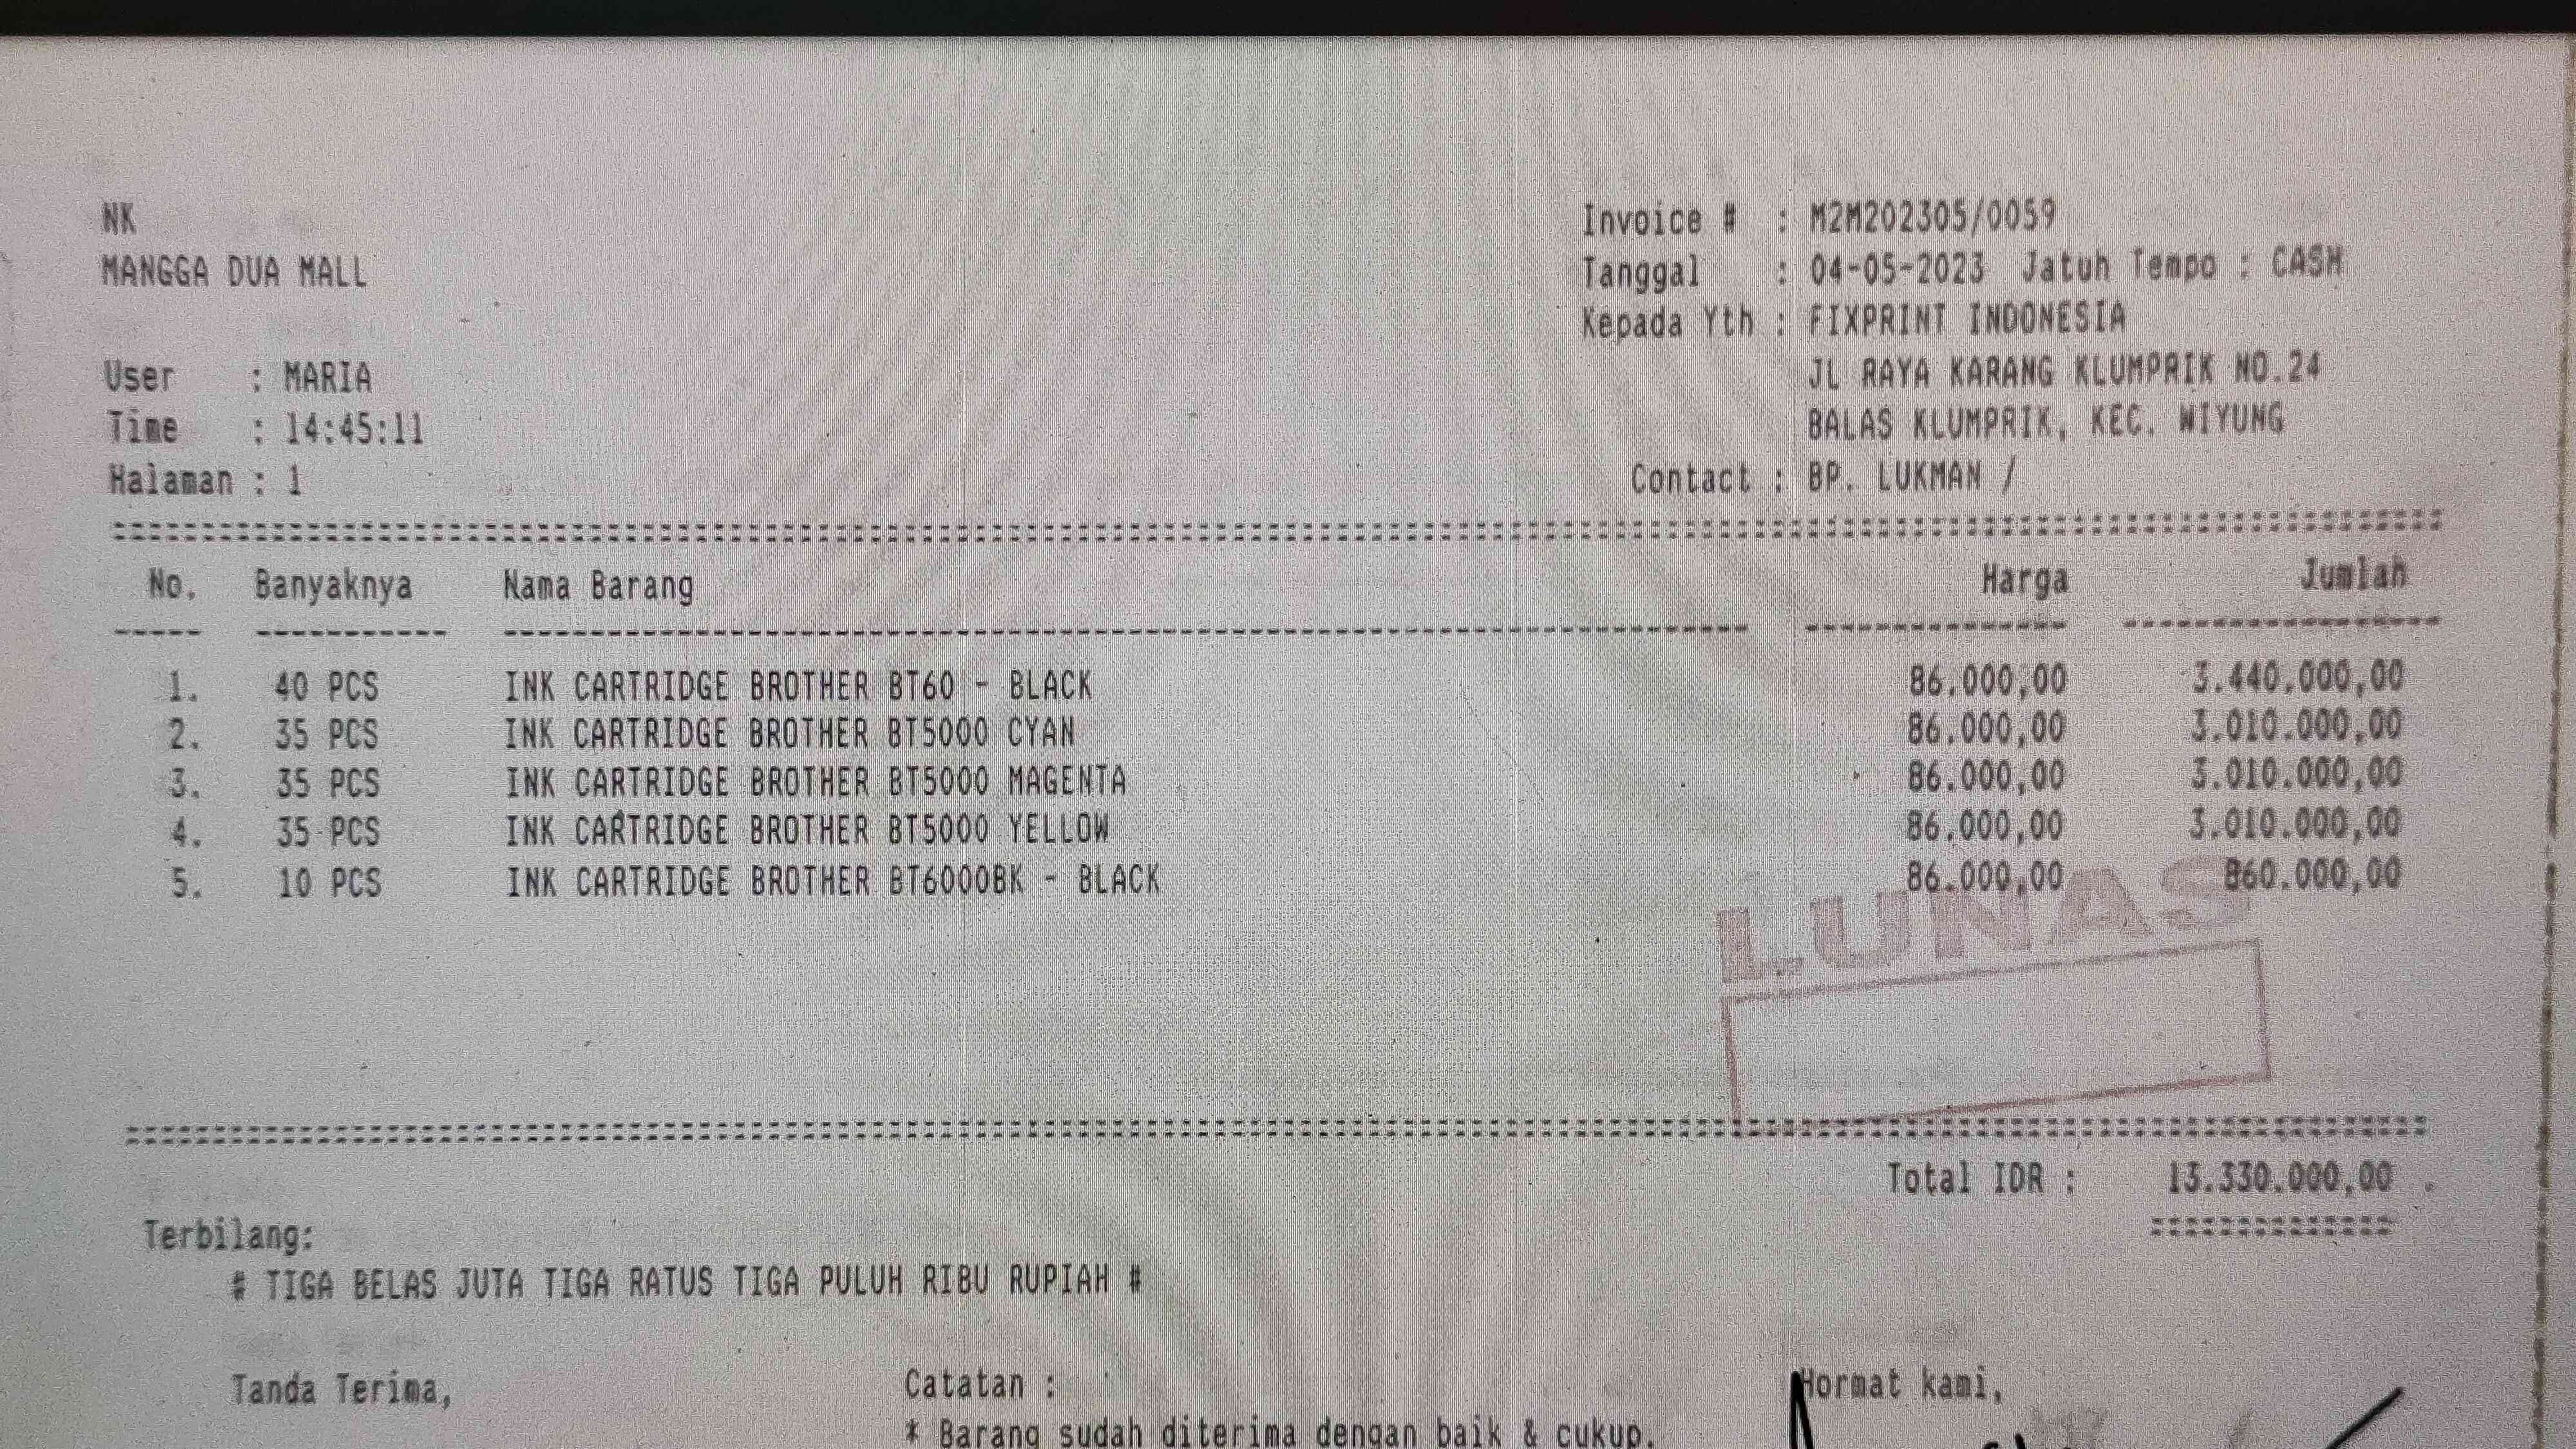 NK
MANGGA DUA MALL
Invoice # : M2M202305/0059
Tanggal : 04-05-2023 Jatuh Tempo : CASH
Kepada Yth : FIXPRINT INDONESIA
JL RAYA KARANG KLUMPRIK NO.24
BALAS KLUMPRIK, KEC. WIYUNG
Contact : BP. LUKMAN /
User : MARIA
Time : 14:45:11
Halaman : 1
No. Banyaknya Nama Barang Harga Jumlah
1. 40 PCS INK CARTRIDGE BROTHER BT60 - BLACK 86.000,00 3.440.000,00
2. 35 PCS INK CARTRIDGE BROTHER BT5000 CYAN 86.000,00 3.010.000,00
3. 35 PCS INK CARTRIDGE BROTHER BT5000 MAGENTA 86.000,00 3.010.000,00
4. 35 PCS INK CARTRIDGE BROTHER BT5000 YELLOW 86.000,00 3.010.000,00
5. 10 PCS INK CARTRIDGE BROTHER BT6000BK - BLACK 86.000,00 860.000,00
LUNAS
Total IDR : 13.330.000,00
Terbilang:
# TIGA BELAS JUTA TIGA RATUS TIGA PULUH RIBU RUPIAH #
Tanda Terima,
Catatan :
* Barang sudah diterima dengan baik & cukup.
Hormat kami,